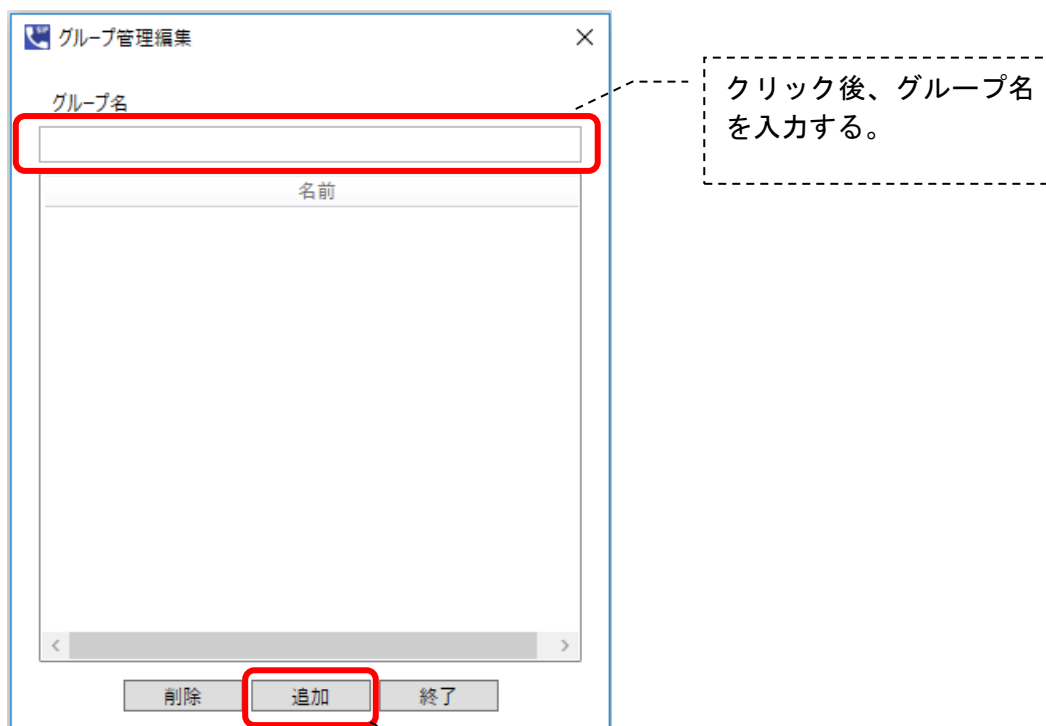 SIP
グループ管理編集
グループ名
クリック後、グループ名
を入力する。
名前
削除
追加
終了